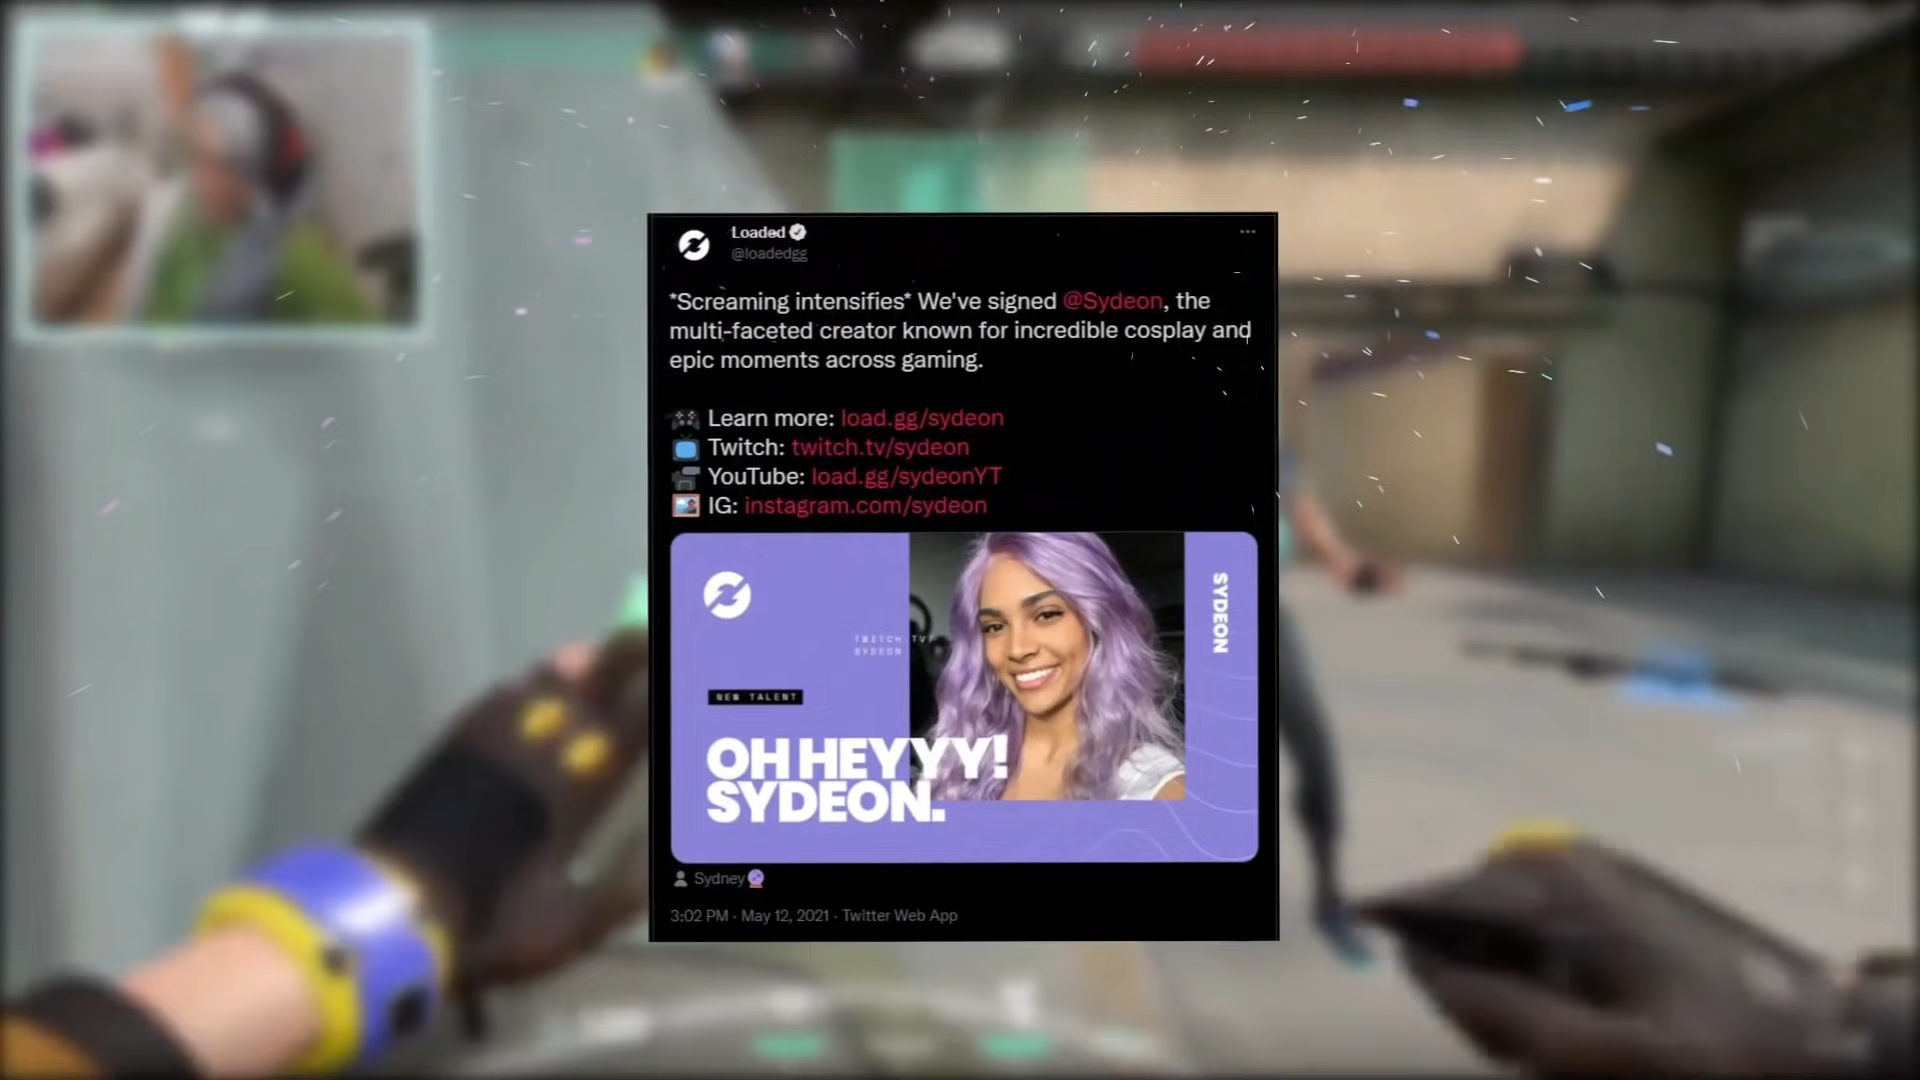 Loaded
@loadedgg
*Screaming intensifies* We've signed @Sydeon, the
multi-faceted creator known for incredible cosplay and
epic moments across gaming.
Learn more: load.gg/sydeon
Twitch: twitch.tv/sydeon
YouTube: load.gg/sydeonYT
IG: instagram.com/sydeon
TWITCH.TV/
SYDEON
SYDEON
NEW TALENT
OH HEYYY!
SYDEON.
Sydney
3:02 PM · May 12, 2021 · Twitter Web App